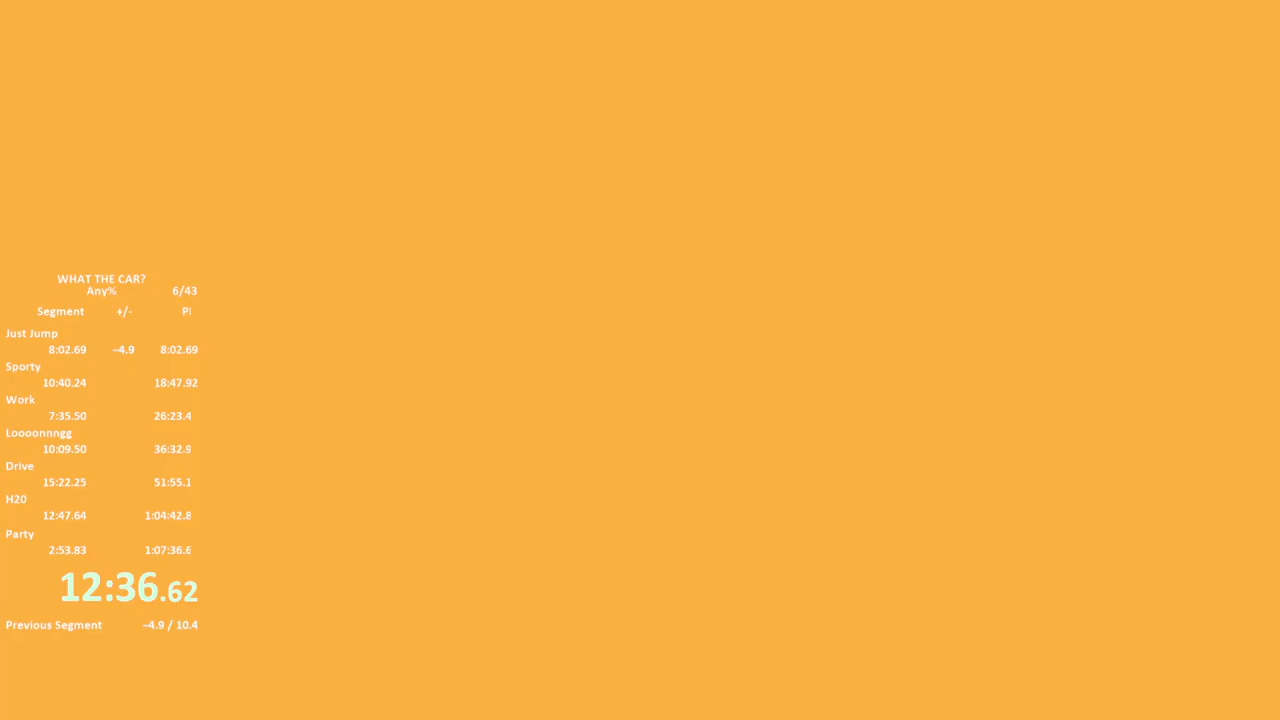 WHAT THE CAR?
Any% 6/43
Segment +/-
Just Jump
8:02.69 −4.9 8:02.69
Sporty
10:40.24 18:47.92
Work
7:35.50 26:23.4
Loooonnngg
10:09.50 36:32.9
Drive
15:22.25 51:55.1
H20
12:47.64 1:04:42.8
Party
2:53.83 1:07:36.6
12:36.62
Previous Segment −4.9 / 10.4